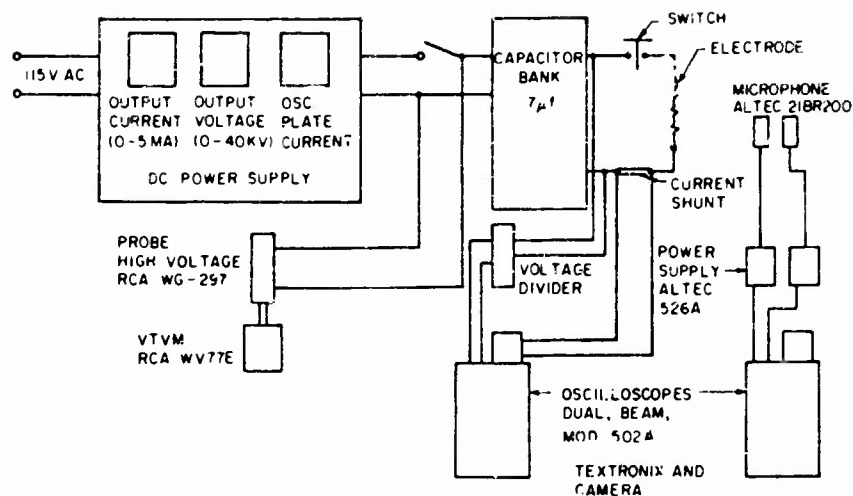 115V AC
OUTPUT
CURRENT
(0-5MA)
OUTPUT
VOLTAGE
(0-40KV)
OSC
PLATE
CURRENT
DC POWER SUPPLY
CAPACITOR
BANK
7μf
SWITCH
ELECTRODE
MICROPHONE
ALTEC 21BR200
CURRENT
SHUNT
PROBE
HIGH VOLTAGE
RCA WG-297
VOLTAGE
DIVIDER
POWER
SUPPLY
ALTEC
526A
VTVM
RCA WV77E
OSCILLOSCOPES
DUAL, BEAM,
MOD. 502A
TEXTRONIX AND
CAMERA